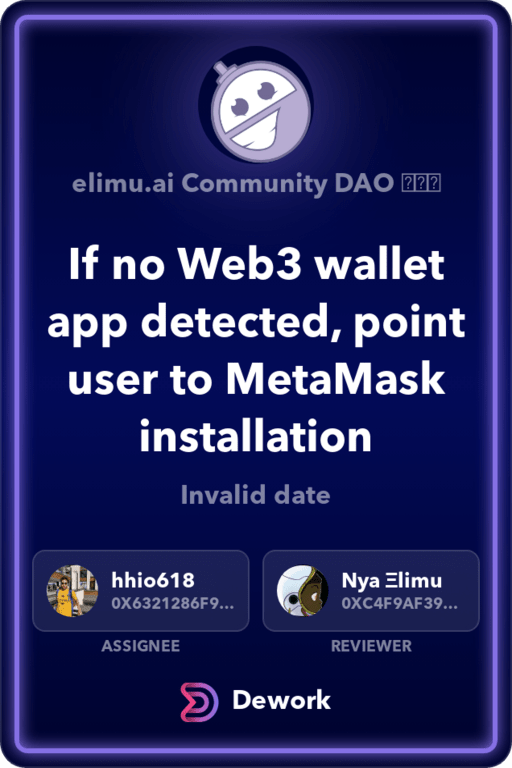 elimu.ai Community DAO
If no Web3 wallet
app detected, point
user to MetaMask
installation
Invalid date
hhio618
0X6321286F9...
Nya Ξlimu
0XC4F9AF39...
ASSIGNEE
REVIEWER
Dework